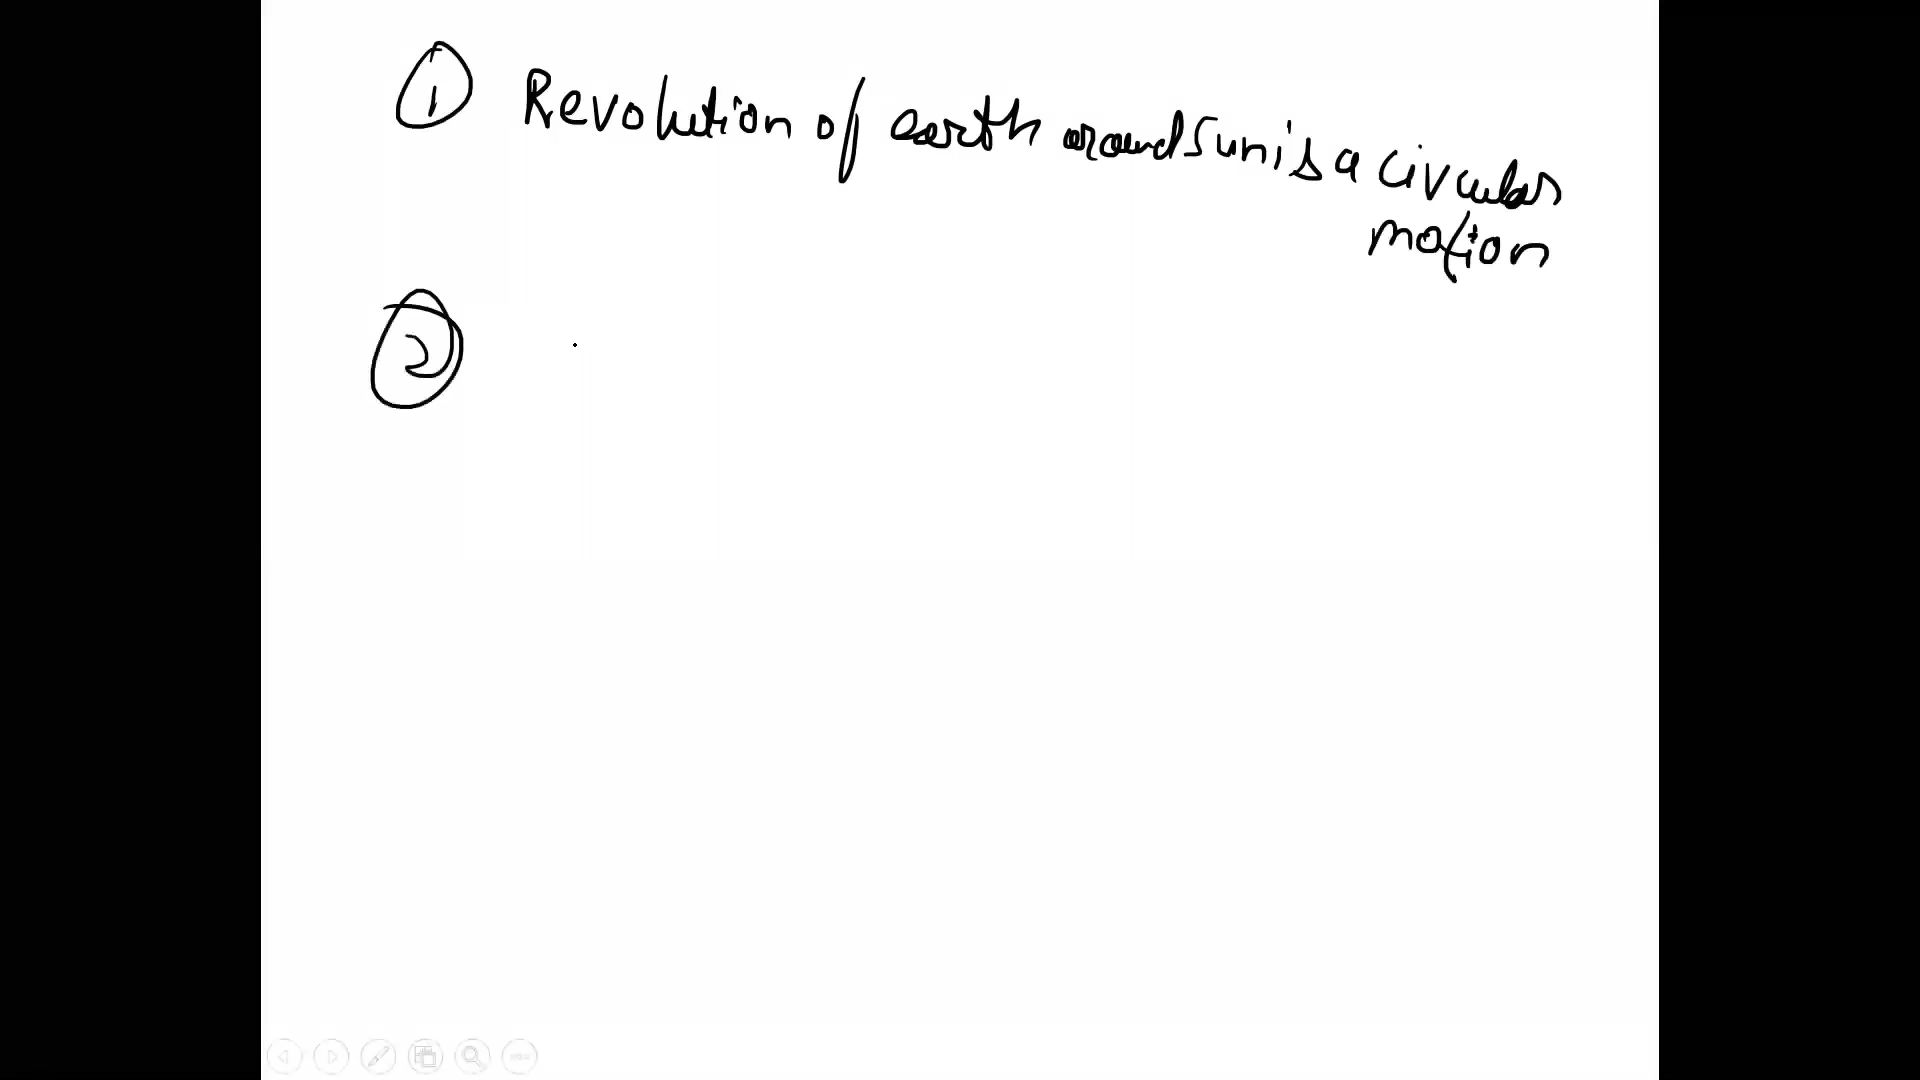 ① Revolution of earth around Sun is a circular
motion
②